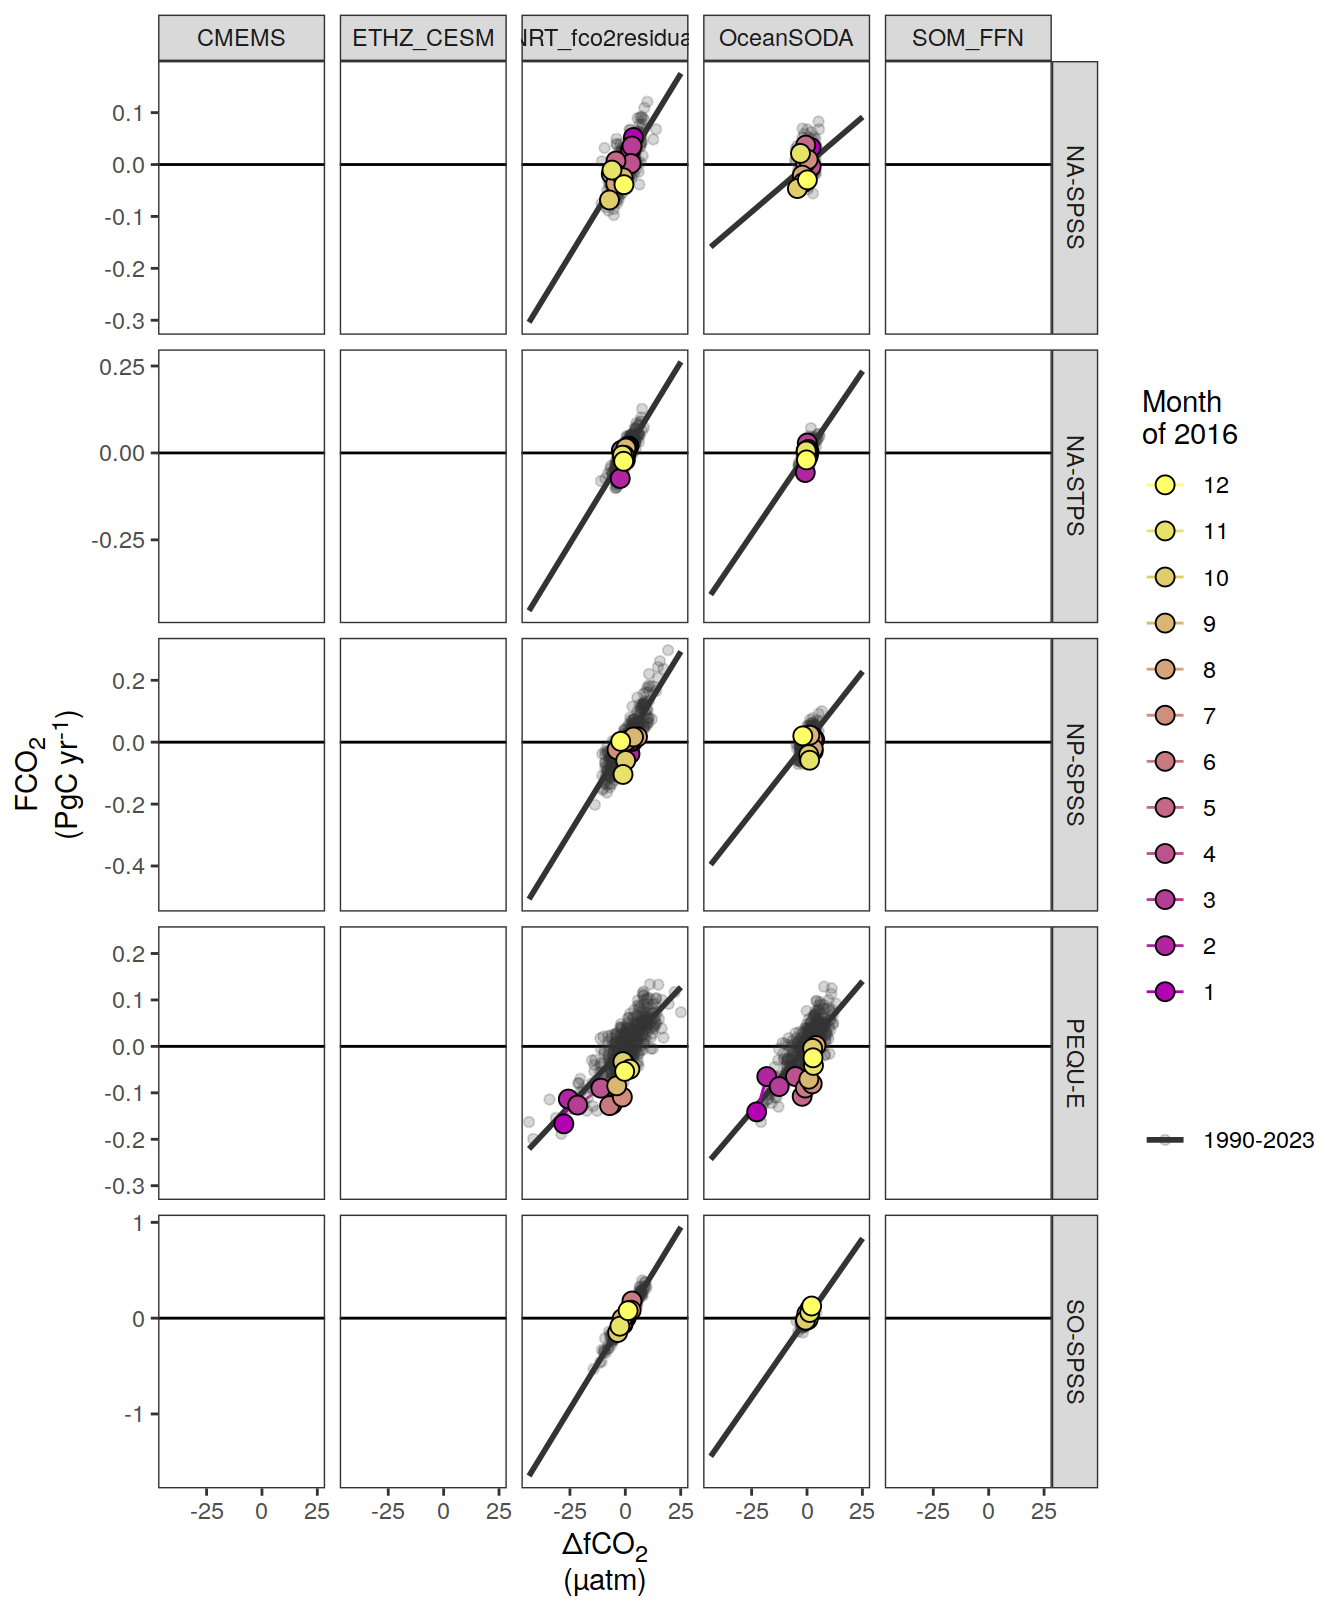 CMEMS
ETHZ_CESM
NRT_fco2residua
OceanSODA
SOM_FFN
0.1
0.0
-0.1
-0.2
-0.3
NA-SPSS
0.25
0.00
-0.25
NA-STPS
0.2
0.0
-0.2
-0.4
NP-SPSS
0.2
0.1
0.0
-0.1
-0.2
-0.3
PEQU-E
1
0
-1
SO-SPSS
-25 0 25
-25 0 25
-25 0 25
-25 0 25
-25 0 25
ΔfCO2
(µatm)
FCO2
(PgC yr-1)
Month
of 2016
12
11
10
9
8
7
6
5
4
3
2
1
1990-2023